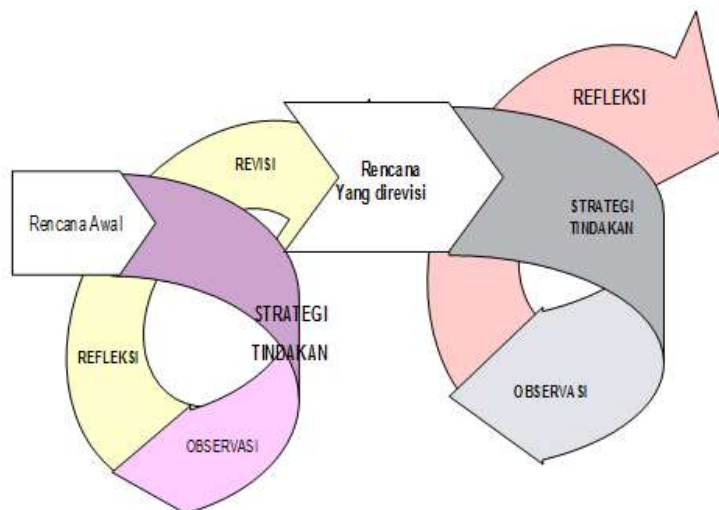 Rencana Awal
STRATEGI
TINDAKAN
OBSERVASI
REFLEKSI
REVISI
Rencana
Yang direvisi
STRATEGI
TINDAKAN
OBSERVASI
REFLEKSI